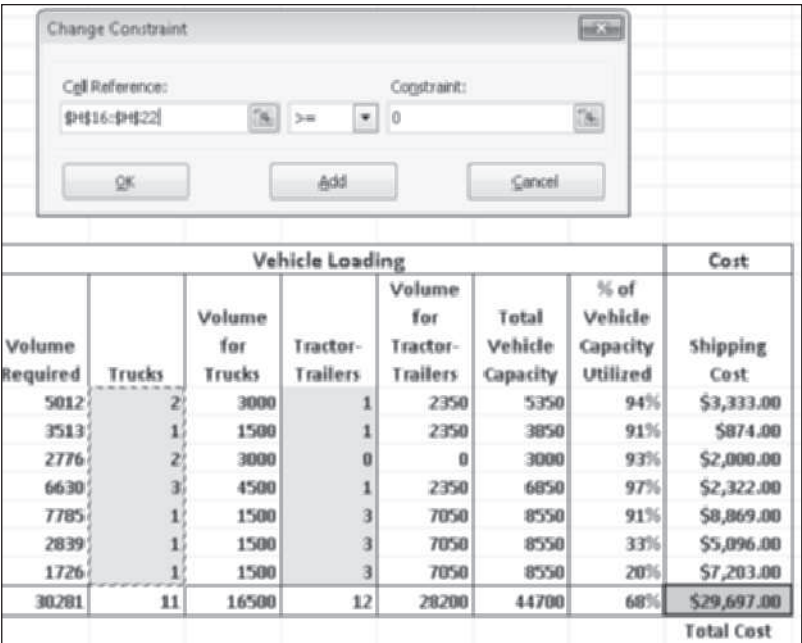 Change Constraint
Cell Reference: Constraint:
$H$16:$H$22 >= 0
OK Add Cancel
Vehicle Loading Cost
Volume Required Trucks Volume for Trucks Tractor-Trailers Volume for Tractor-Trailers Total Vehicle Capacity % of Vehicle Capacity Utilized Shipping Cost
5012 2 3000 1 2350 5350 94% $3,333.00
3513 1 1500 1 2350 3850 91% $874.00
2776 2 3000 0 0 3000 93% $2,000.00
6630 3 4500 1 2350 6850 97% $2,322.00
7785 1 1500 3 7050 8550 91% $8,869.00
2839 1 1500 3 7050 8550 33% $5,096.00
1726 1 1500 3 7050 8550 20% $7,203.00
30281 11 16500 12 28200 44700 68% $29,697.00
Total Cost